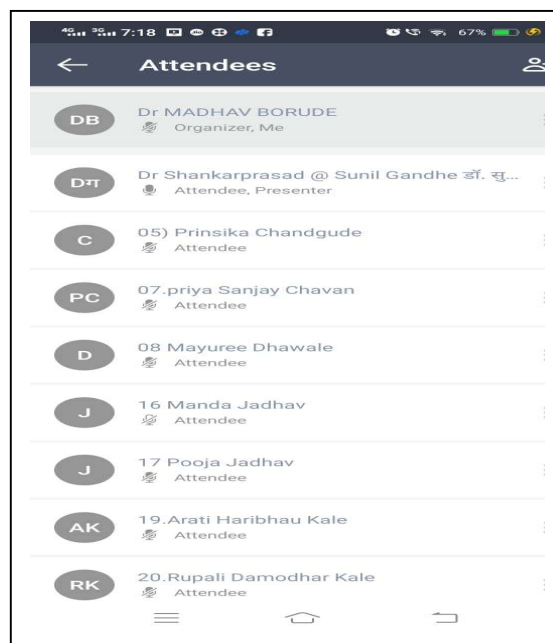 4G 3G 7:18 67%
Attendees
DB
Dr MADHAV BORUDE
Organizer, Me
Dग
Dr Shankarprasad @ Sunil Gandhe डॉ. सु...
Attendee, Presenter
C
05) Prinsika Chandgude
Attendee
PC
07.priya Sanjay Chavan
Attendee
D
08 Mayuree Dhawale
Attendee
J
16 Manda Jadhav
Attendee
J
17 Pooja Jadhav
Attendee
AK
19.Arati Haribhau Kale
Attendee
RK
20.Rupali Damodhar Kale
Attendee